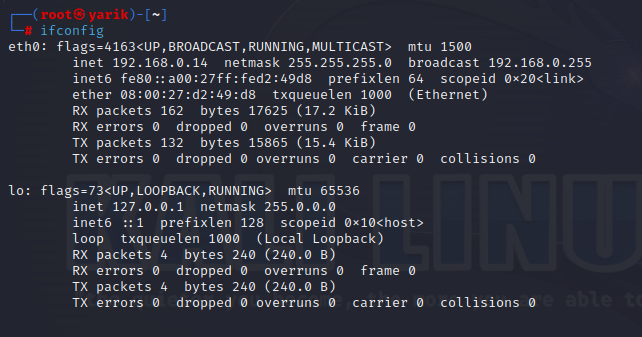 ┌──(root㉿yarik)-[~]
└─# ifconfig
eth0: flags=4163<UP,BROADCAST,RUNNING,MULTICAST>  mtu 1500
        inet 192.168.0.14  netmask 255.255.255.0  broadcast 192.168.0.255
        inet6 fe80::a00:27ff:fed2:49d8  prefixlen 64  scopeid 0×20<link>
        ether 08:00:27:d2:49:d8  txqueuelen 1000  (Ethernet)
        RX packets 162  bytes 17625 (17.2 KiB)
        RX errors 0  dropped 0  overruns 0  frame 0
        TX packets 132  bytes 15865 (15.4 KiB)
        TX errors 0  dropped 0 overruns 0  carrier 0  collisions 0

lo: flags=73<UP,LOOPBACK,RUNNING>  mtu 65536
        inet 127.0.0.1  netmask 255.0.0.0
        inet6 ::1  prefixlen 128  scopeid 0×10<host>
        loop  txqueuelen 1000  (Local Loopback)
        RX packets 4  bytes 240 (240.0 B)
        RX errors 0  dropped 0  overruns 0  frame 0
        TX packets 4  bytes 240 (240.0 B)
        TX errors 0  dropped 0 overruns 0  carrier 0  collisions 0